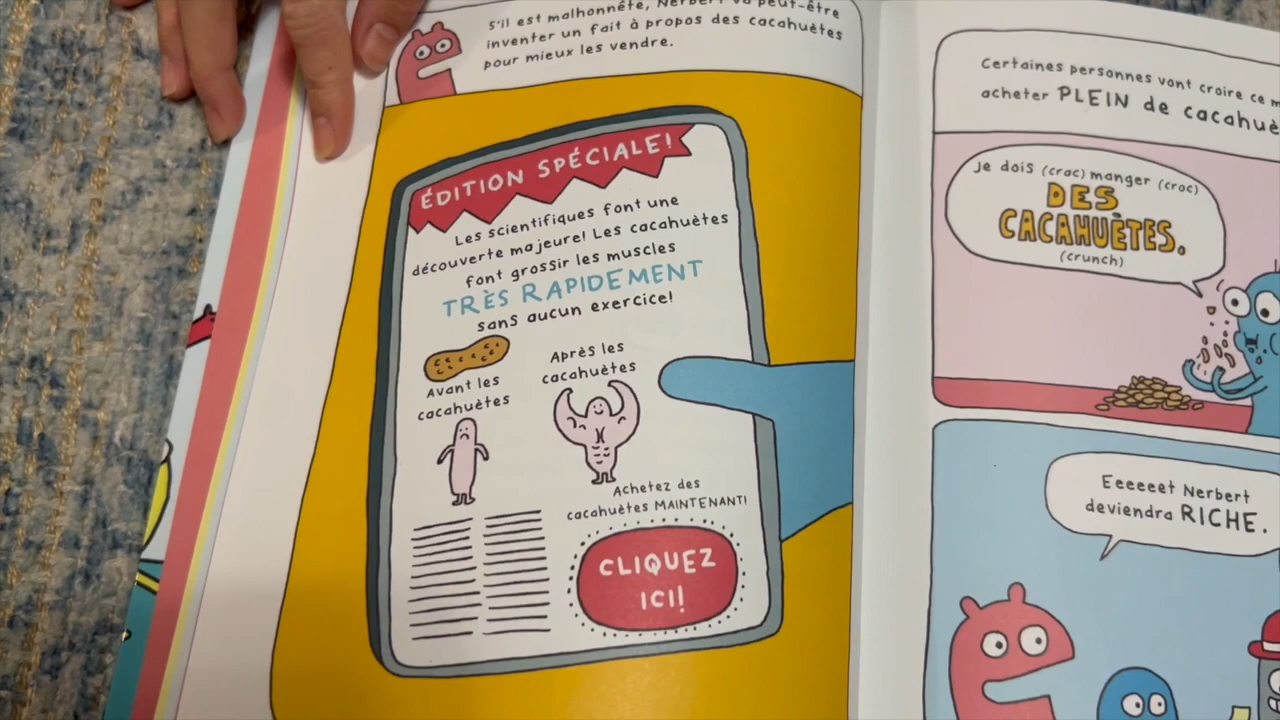 S'il est malhonnête, Nerbert va peut-être
inventer un fait à propos des cacahuètes
pour mieux les vendre.
ÉDITION SPÉCIALE!
Les scientifiques font une
découverte majeure! Les cacahuètes
font grossir les muscles
TRÈS RAPIDEMENT
sans aucun exercice!
Avant les
cacahuètes
Après les
cacahuètes
Achetez des
cacahuètes MAINTENANT!
CLIQUEZ
ICI!
Certaines personnes vont croire ce
acheter PLEIN de
je dois (crac) manger (croc)
DES
CACAHUÈTES.
(crunch)
Eeeeeet Nerbert
deviendra RICHE.